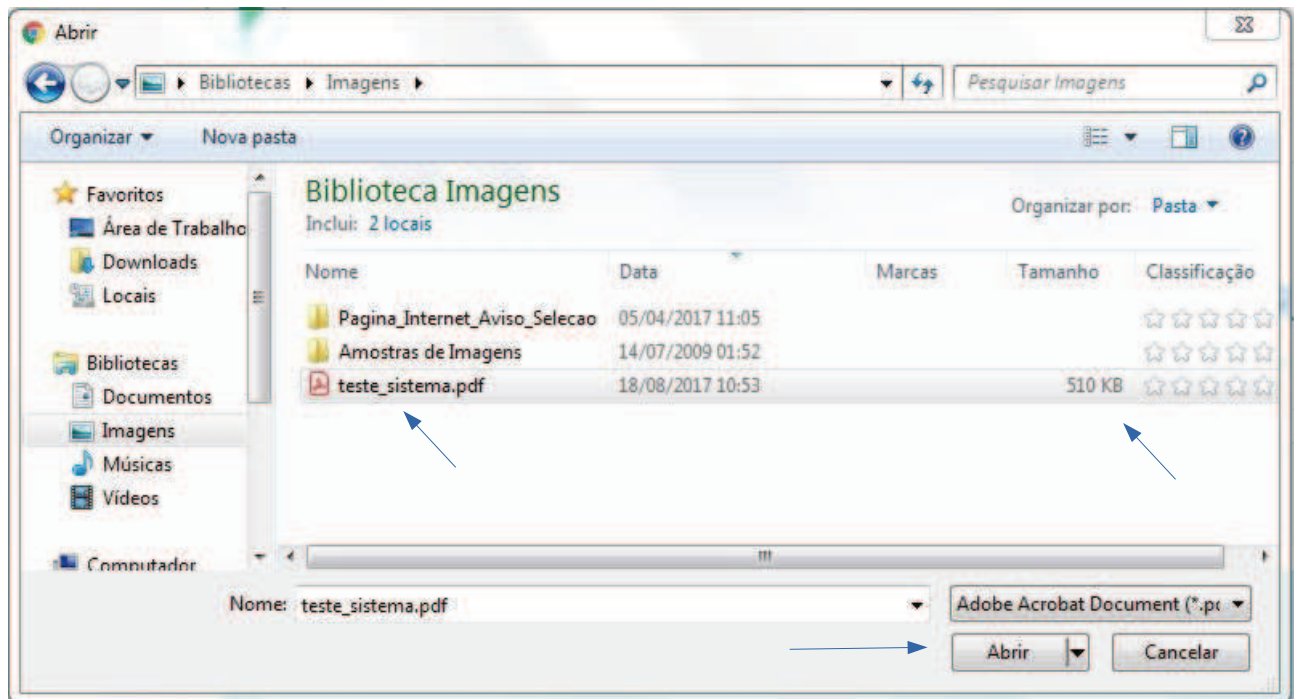 Abrir
Bibliotecas Imagens
Pesquisar Imagens
Organizar Nova pasta
Favoritos
Área de Trabalho
Downloads
Locais
Bibliotecas
Documentos
Imagens
Músicas
Vídeos
Computador
Biblioteca Imagens
Inclui: 2 locais
Organizar por: Pasta
Nome Data Marcas Tamanho Classificação
Pagina_Internet_Aviso_Selecao 05/04/2017 11:05
Amostras de Imagens 14/07/2009 01:52
teste_sistema.pdf 18/08/2017 10:53 510 KB
Nome: teste_sistema.pdf
Adobe Acrobat Document (*.pc
Abrir Cancelar